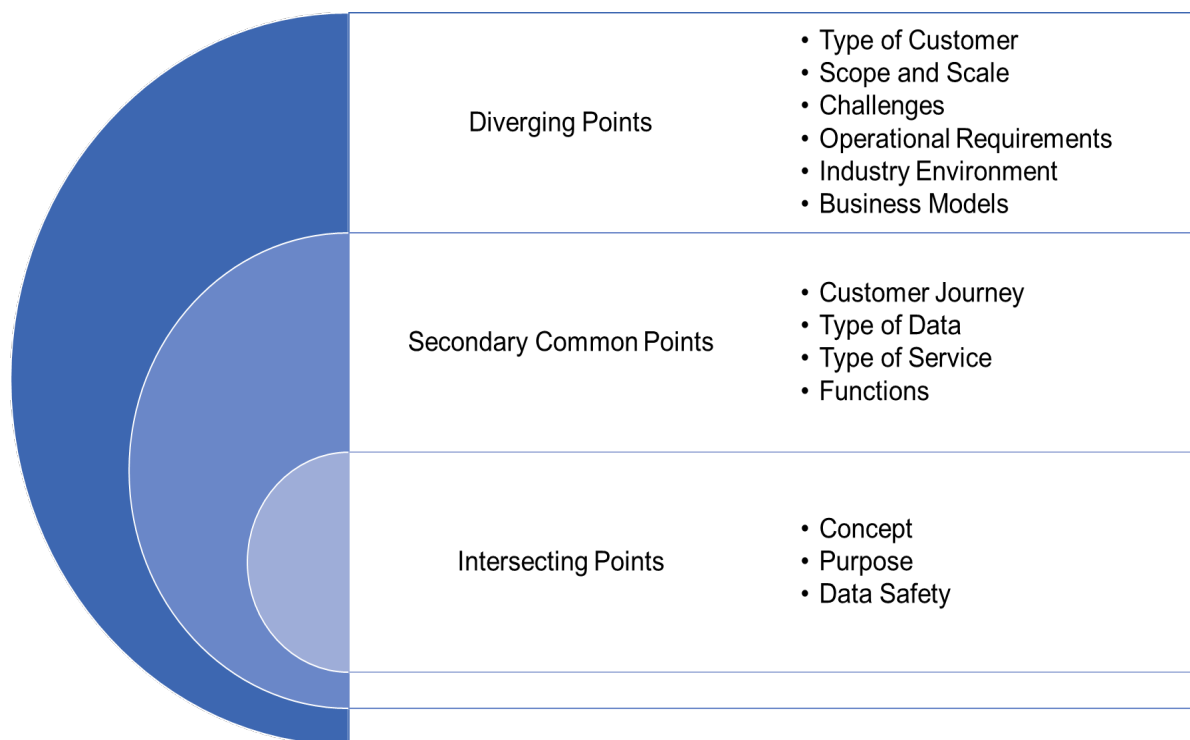 Diverging Points
• Type of Customer
• Scope and Scale
• Challenges
• Operational Requirements
• Industry Environment
• Business Models
Secondary Common Points
• Customer Journey
• Type of Data
• Type of Service
• Functions
Intersecting Points
• Concept
• Purpose
• Data Safety